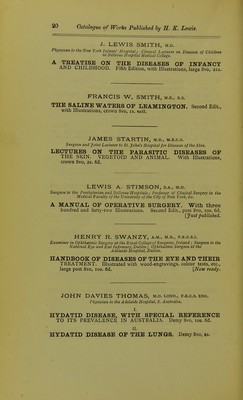 20 Catalogue of Works Published by H. K. Lewis.
J. LEWIS SMITH, M.D.
Physician to the New York Infants' Hospital; Clinical Lecturer on Diseases of Children
in Bellevue Hospital Medical College.
A TREATISE ON THE DISEASES OF INFANCY
AND CHILDHOOD. Fifth Edition, with Illustrations, large 8vo, 21s.
FRANCIS W. SMITH, M.B., B.S.
THE SALINE WATERS OF LEAMINGTON. Second Edit.,
with Illustrations, crown 8vo, 1s. nett.
JAMES STARTIN, M.B., M.R.C.S.
Surgeon and Joint Lecturer to St. John's Hospital for Diseases of the Skin.
LECTURES ON THE PARASITIC DISEASES OF
THE SKIN. VEGETOID AND ANIMAL. With Illustrations,
crown 8vo, 2s. 6d.
LEWIS A. STIMSON, B.A., M.D.
Surgeon to the Presbyterian and Bellevue Hospitals; Professor of Clinical Surgery in the
Medical Faculty of the University of the City of New York, &c.
A MANUAL OF OPERATIVE SURGERY. With three
hundred and forty-two Illustrations. Second Edit., post 8vo, 10s. 6d.
[Just published.
HENRY R. SWANZY, A.M., M.B., F.R.C.S.I.
Examiner in Ophthalmic Surgery at the Royal College of Surgeons, Ireland; Surgeon to the
National Eye and Ear Infirmary, Dublin; Ophthalmic Surgeon at the
Adelaide Hospital, Dublin.
HANDBOOK OF DISEASES OF THE EYE AND THEIR
TREATMENT. Illustrated with wood-engravings, colour tests, etc.,
large post 8vo, 10s. 6d. [Now ready.
JOHN DAVIES THOMAS, M.D. LOND., F.R.C.S. ENG.
Physician to the Adelaide Hospital, S. Australia.
I.
HYDATID DISEASE, WITH SPECIAL REFERENCE
TO ITS PREVALENCE IN AUSTRALIA. Demy 8vo, 10s. 6d.
II.
HYDATID DISEASE OF THE LUNGS. Demy 8vo, 2s.